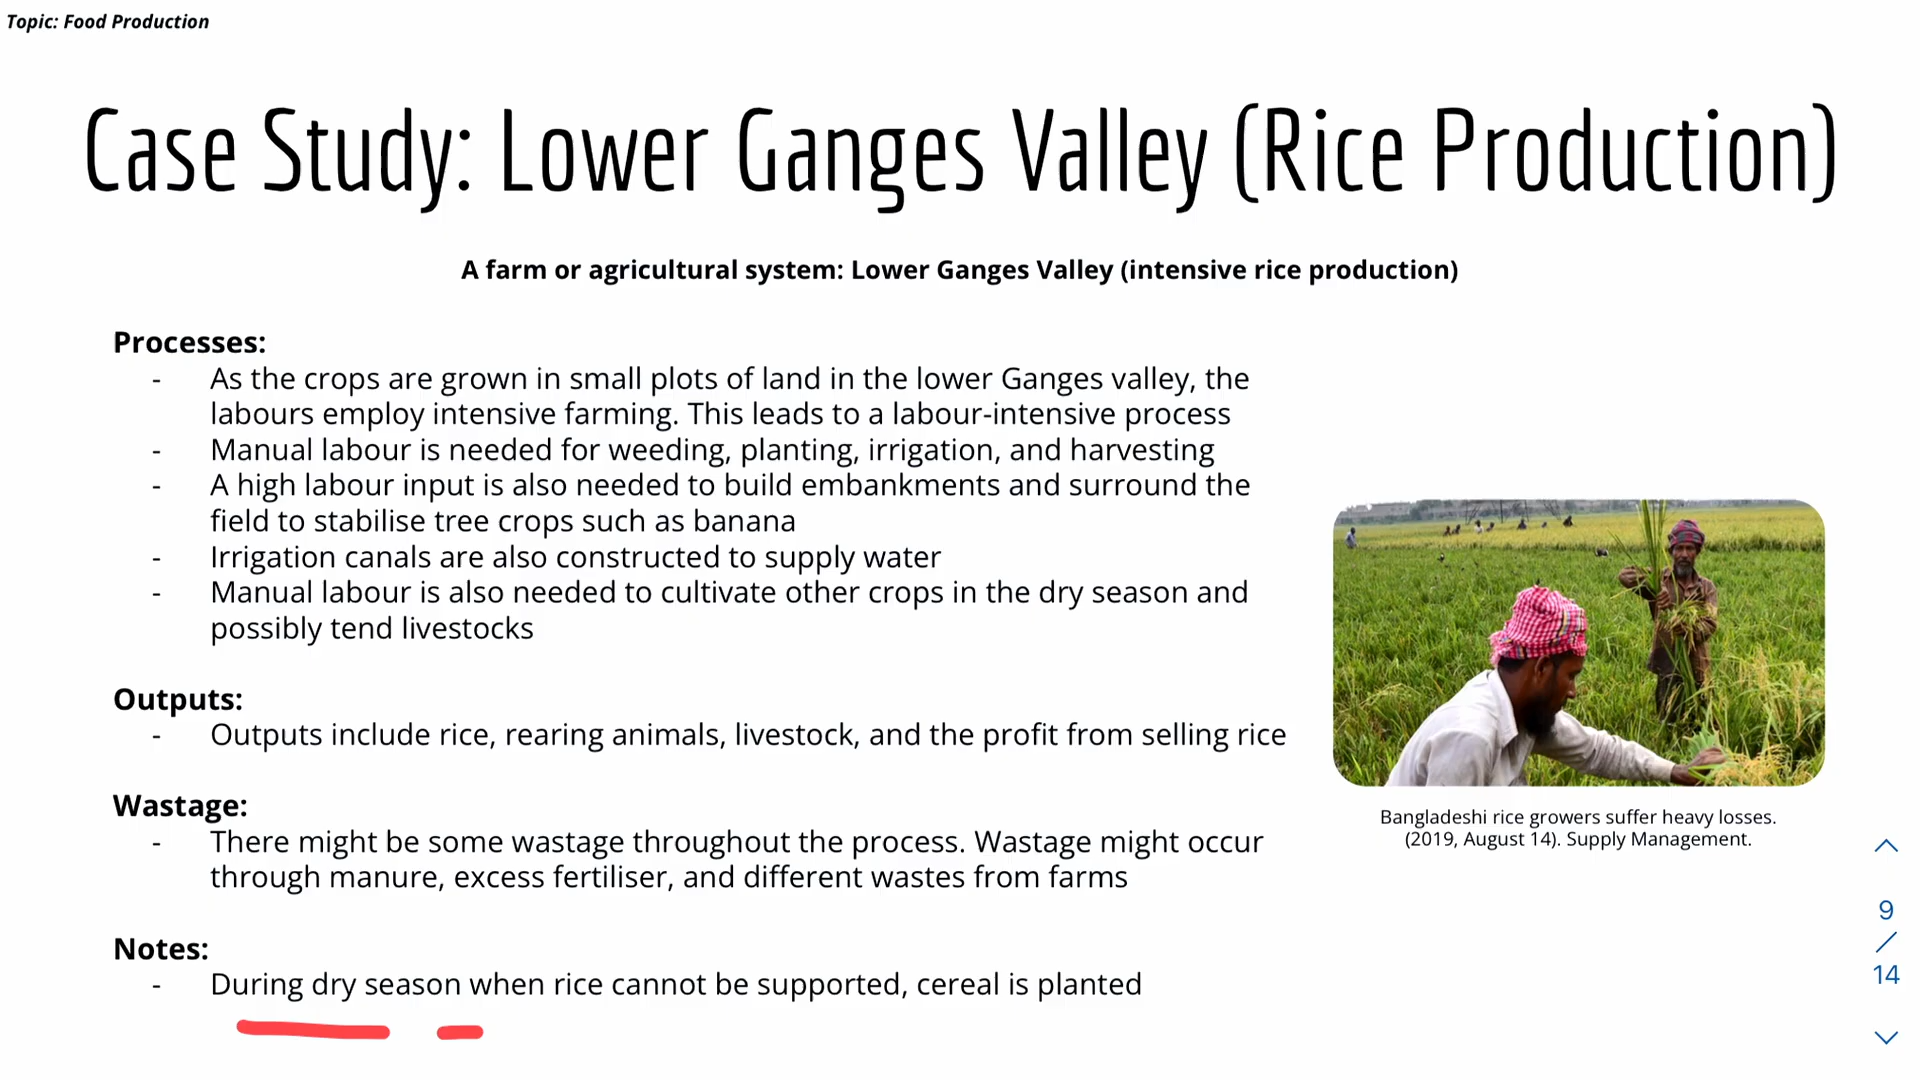 Topic: Food Production
Case Study: Lower Ganges Valley (Rice Production)
A farm or agricultural system: Lower Ganges Valley (intensive rice production)
Processes:
- As the crops are grown in small plots of land in the lower Ganges valley, the
labours employ intensive farming. This leads to a labour-intensive process
- Manual labour is needed for weeding, planting, irrigation, and harvesting
- A high labour input is also needed to build embankments and surround the
field to stabilise tree crops such as banana
- Irrigation canals are also constructed to supply water
- Manual labour is also needed to cultivate other crops in the dry season and
possibly tend livestocks
Outputs:
- Outputs include rice, rearing animals, livestock, and the profit from selling rice
Wastage:
- There might be some wastage throughout the process. Wastage might occur
through manure, excess fertiliser, and different wastes from farms
Notes:
- During dry season when rice cannot be supported, cereal is planted
Bangladeshi rice growers suffer heavy losses.
(2019, August 14). Supply Management.
9
/
14